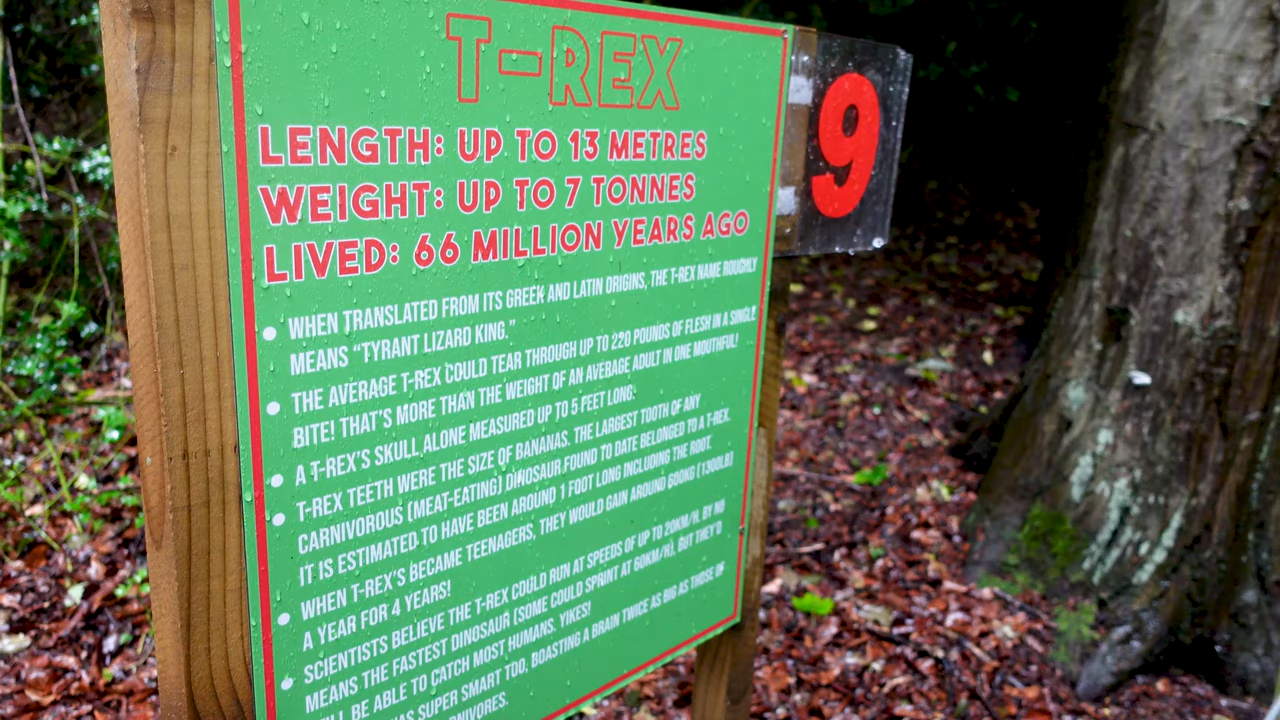 T-REX
9
LENGTH: UP TO 13 METRES
WEIGHT: UP TO 7 TONNES
LIVED: 66 MILLION YEARS AGO
• WHEN TRANSLATED FROM ITS GREEK AND LATIN ORIGINS, THE T-REX NAME ROUGHLY
MEANS “TYRANT LIZARD KING.”
• THE AVERAGE T-REX COULD TEAR THROUGH UP TO 220 POUNDS OF FLESH IN A SINGLE
BITE! THAT’S MORE THAN THE WEIGHT OF AN AVERAGE ADULT IN ONE MOUTHFUL!
• A T-REX’S SKULL ALONE MEASURED UP TO 5 FEET LONG.
• T-REX TEETH WERE THE SIZE OF BANANAS. THE LARGEST TOOTH OF ANY
CARNIVOROUS (MEAT-EATING) DINOSAUR FOUND TO DATE BELONGED TO A T-REX.
IT IS ESTIMATED TO HAVE BEEN AROUND 1 FOOT LONG INCLUDING THE ROOT.
• WHEN T-REX’S BECAME TEENAGERS, THEY WOULD GAIN AROUND 600KG (1300LB)
A YEAR FOR 4 YEARS!
• SCIENTISTS BELIEVE THE T-REX COULD RUN AT SPEEDS OF UP TO 20KM/H. BY NO
MEANS THE FASTEST DINOSAUR (SOME COULD SPRINT AT 60KM/H), BUT THEY’D
BE ABLE TO CATCH MOST HUMANS. YIKES!
SUPER SMART TOO, BOASTING A BRAIN TWICE AS BIG AS THOSE OF